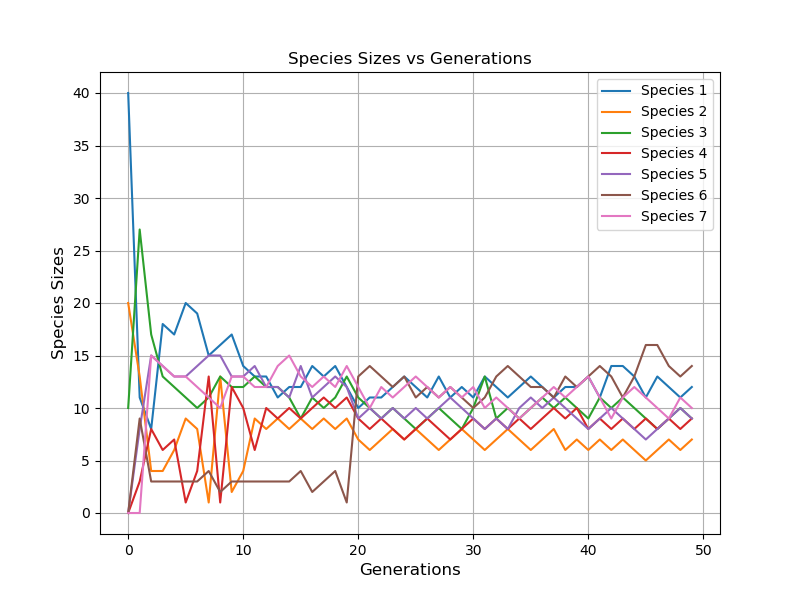 Species Sizes vs Generations
Species Sizes
40
35
30
25
20
15
10
5
0
Species 1
Species 2
Species 3
Species 4
Species 5
Species 6
Species 7
0 10 20 30 40 50
Generations